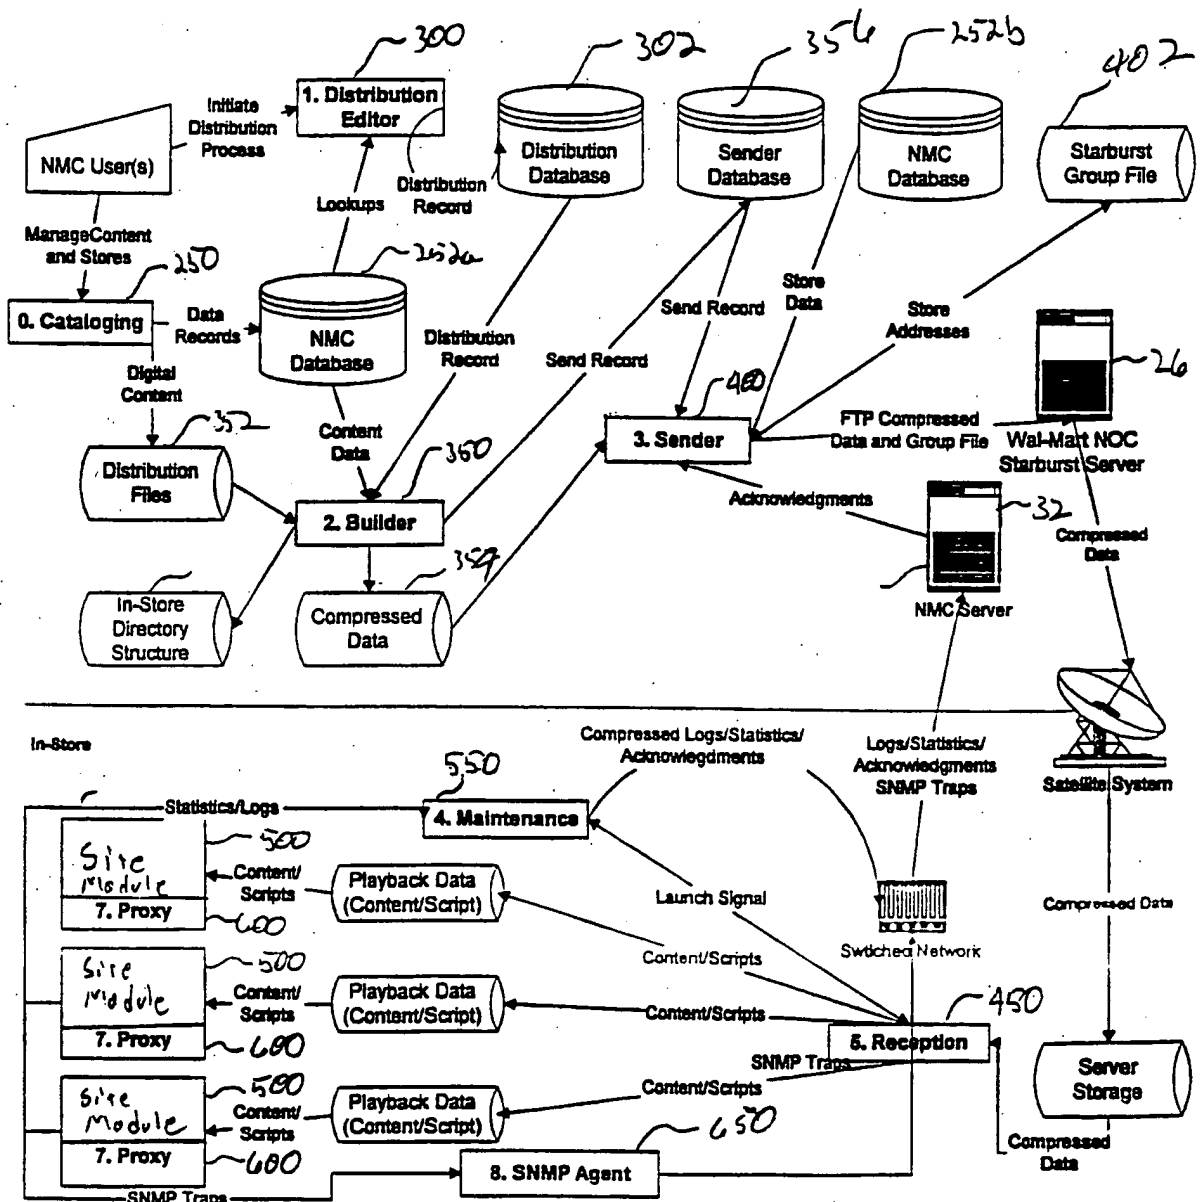 300
302
356
252b
402
1. Distribution
Editor
Initiate
Distribution
Process
NMC User(s)
Distribution
Database
Sender
Database
NMC
Database
Starburst
Group File
Distribution
Record
Lookups
Manage Content
and Stores
250
252a
0. Cataloging
Data
Records
NMC
Database
Distribution
Record
Send Record
Send Record
Store
Data
Store
Addresses
26
Digital
Content
352
Content
Data
350
400
3. Sender
FTP Compressed
Data and Group File
Wal-Mart NOC
Starburst Server
Distribution
Files
2. Builder
Acknowledgments
32
Compressed
Data
354
In-Store
Directory
Structure
Compressed
Data
NMC Server
In-Store
Compressed Logs/Statistics/
Acknowlegdments
Logs/Statistics/
Acknowledgments
SNMP Traps
Satellite System
550
Statistics/Logs
4. Maintenance
500
Site
Module
Content/
Scripts
Playback Data
(Content/Script)
Launch Signal
Compressed Data
7. Proxy
600
Switched Network
Content/Scripts
500
Site
Module
Content/
Scripts
Playback Data
(Content/Script)
Content/Scripts
450
5. Reception
7. Proxy
600
SNMP Traps
Server
Storage
500
Site
Module
Content/
Scripts
Playback Data
(Content/Script)
Content/Scripts
650
7. Proxy
600
8. SNMP Agent
Compressed
Data
SNMP Traps